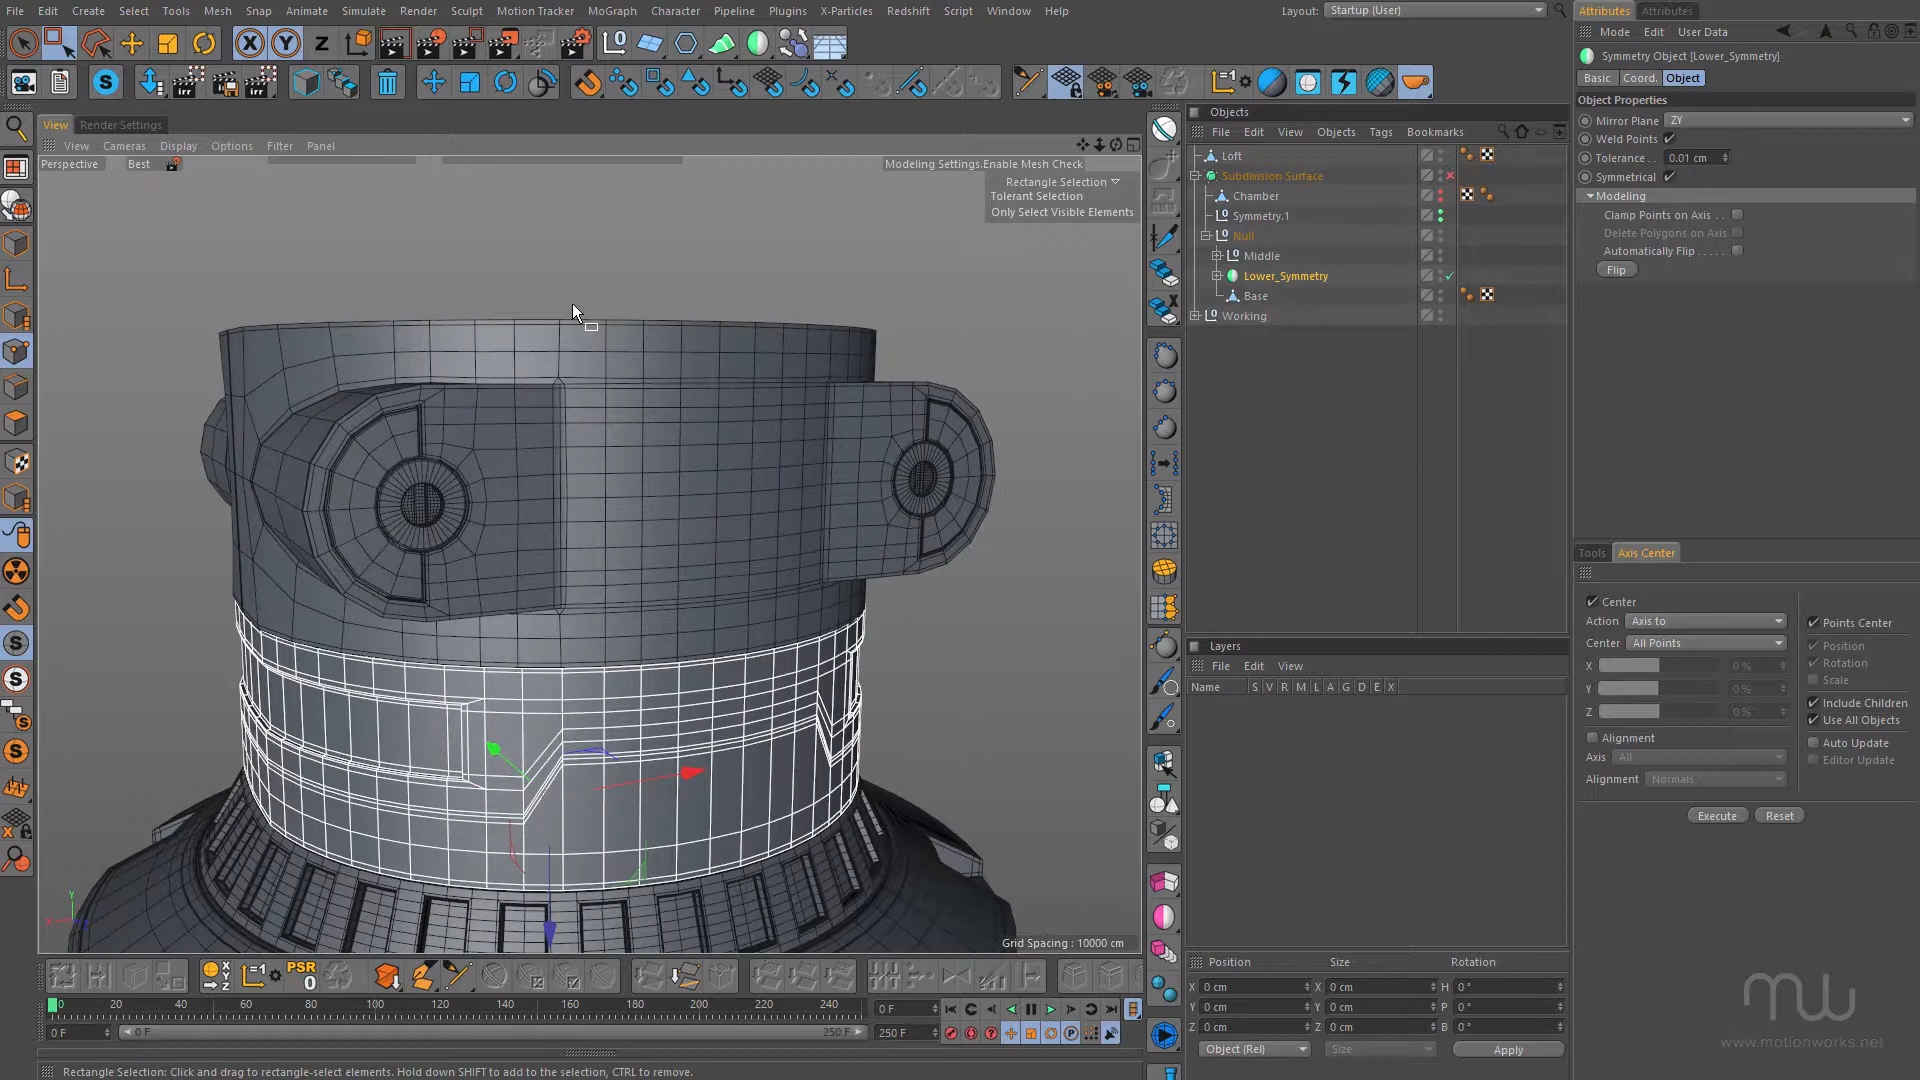 File Edit Create Select Tools Mesh Snap Animate Simulate Render Sculpt Motion Tracker MoGraph Character Pipeline Plugins X-Particles Redshift Script Window Help
Layout: Startup (User)
Attributes Attributes
Mode Edit User Data
Symmetry Object [Lower_Symmetry]
Basic Coord. Object
Object Properties
Mirror Plane ZY
Weld Points
Tolerance . . 0.01 cm
Symmetrical
Modeling
Clamp Points on Axis . .
Delete Polygons on Axis
Automatically Flip . . . . .
Flip
View Render Settings
View Cameras Display Options Filter Panel
Perspective Best
Modeling Settings.Enable Mesh Check
Rectangle Selection
Tolerant Selection
Only Select Visible Elements
Grid Spacing : 10000 cm
Objects
File Edit View Objects Tags Bookmarks
Loft
Subdivision Surface
Chamber
Symmetry.1
Null
Middle
Lower_Symmetry
Base
Working
Layers
File Edit View
Name S V R M L A G D E X
Tools Axis Center
Center
Action Axis to
Center All Points
X 0 %
Y 0 %
Z 0 %
Alignment
Axis All
Alignment Normals
Points Center
Position
Rotation
Scale
Include Children
Use All Objects
Auto Update
Editor Update
Execute Reset
Position Size Rotation
X 0 cm X 0 cm H 0 °
Y 0 cm Y 0 cm P 0 °
Z 0 cm Z 0 cm B 0 °
Object (Rel) Size Apply
PSR
0
0 20 40 60 80 100 120 140 160 180 200 220 240
0 F
0 F 0 F 250 F 250 F
Rectangle Selection: Click and drag to rectangle-select elements. Hold down SHIFT to add to the selection, CTRL to remove.
mw
www.motionworks.net